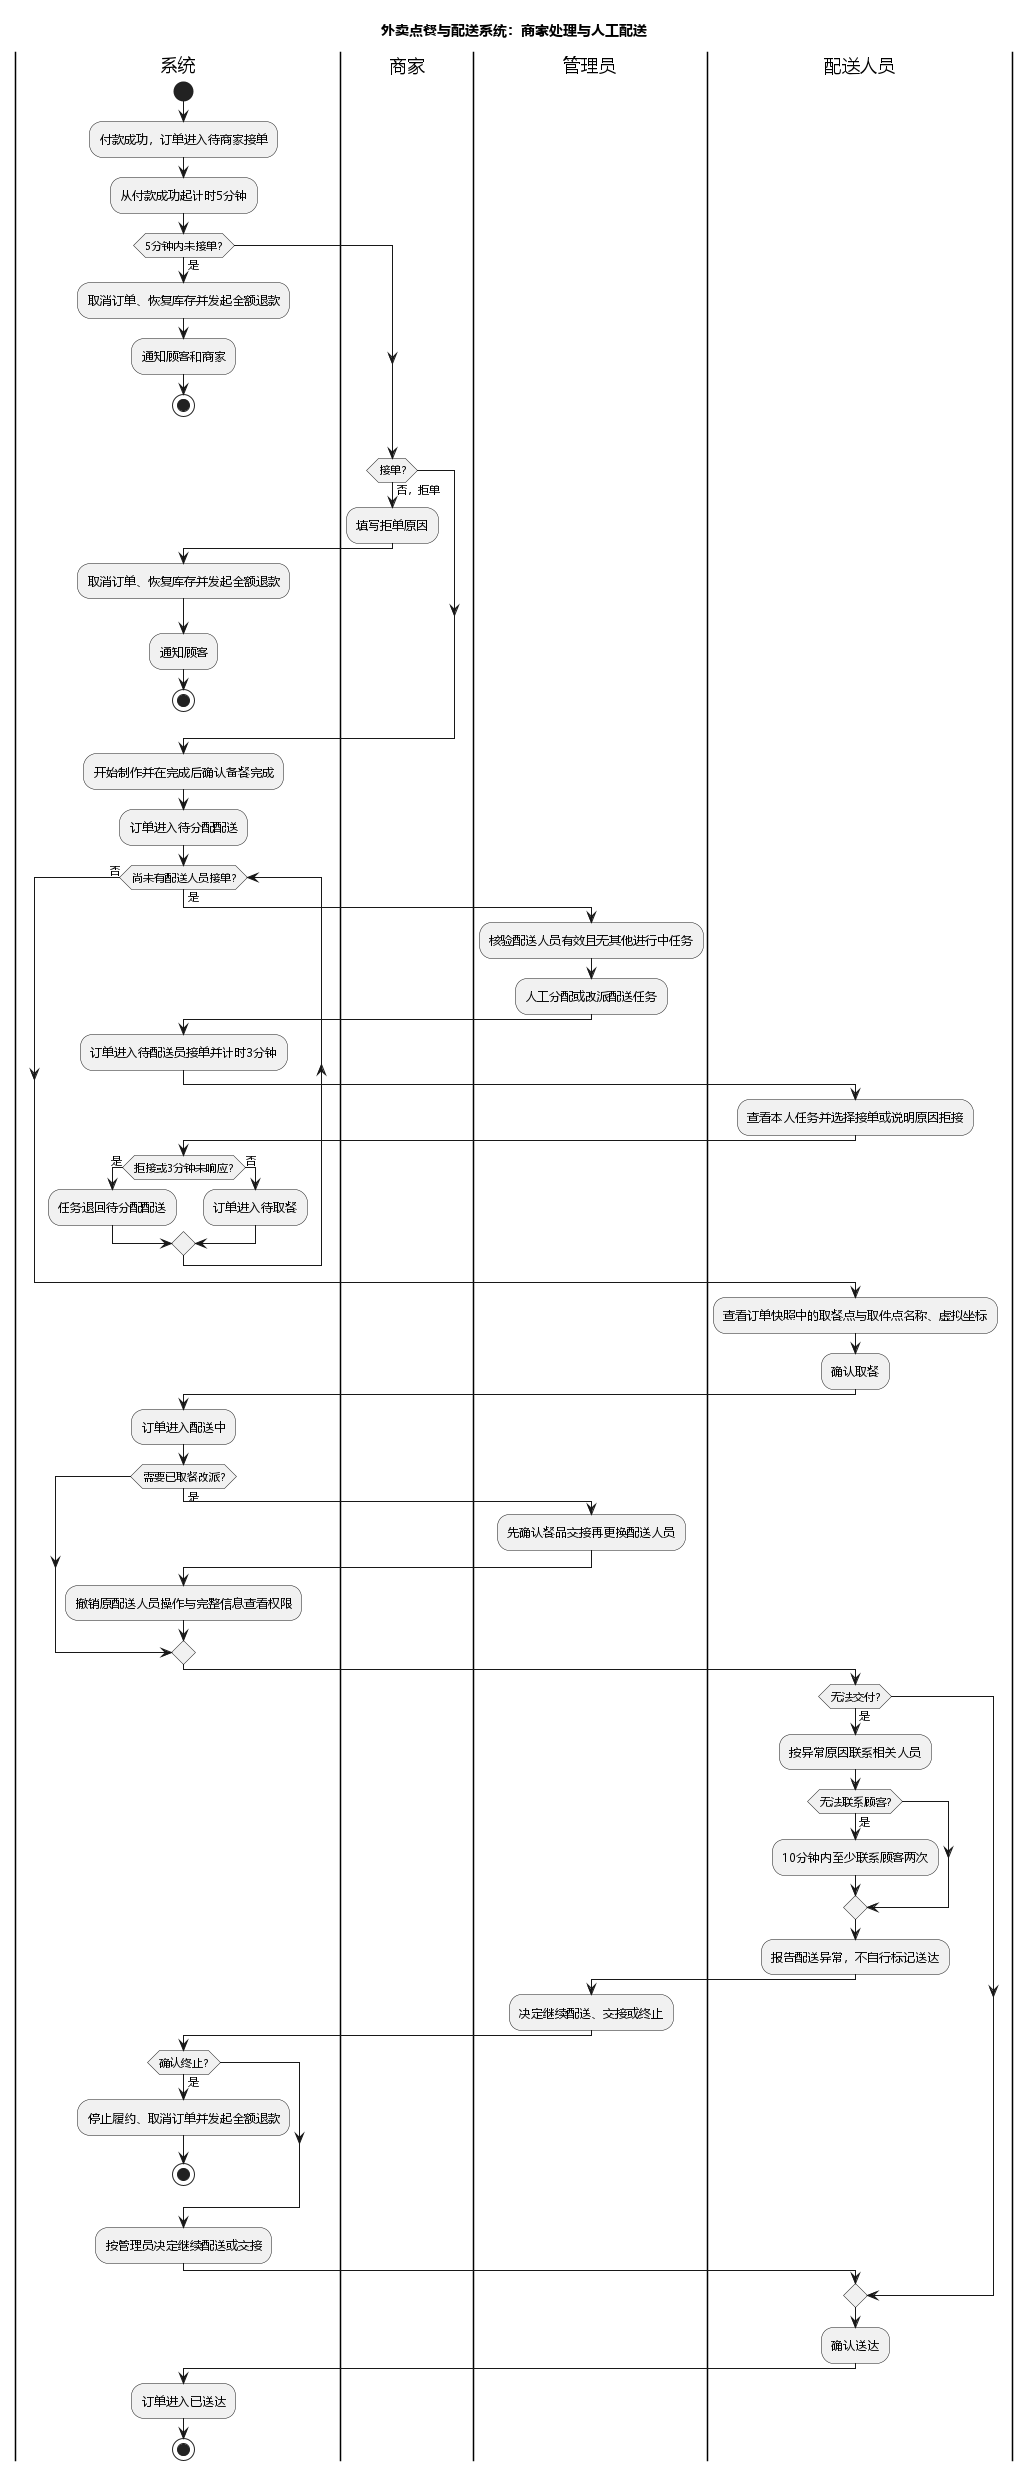 外卖点餐与配送系统：商家处理与人工配送
系统
商家
管理员
配送人员
付款成功，订单进入待商家接单
从付款成功起计时5分钟
5分钟内未接单?
是
取消订单、恢复库存并发起全额退款
通知顾客和商家
接单?
否，拒单
填写拒单原因
取消订单、恢复库存并发起全额退款
通知顾客
开始制作并在完成后确认备餐完成
订单进入待分配配送
否
尚未有配送人员接单?
是
核验配送人员有效且无其他进行中任务
人工分配或改派配送任务
订单进入待配送员接单并计时3分钟
查看本人任务并选择接单或说明原因拒接
是
拒接或3分钟未响应?
否
任务退回待分配配送
订单进入待取餐
查看订单快照中的取餐点与取件点名称、虚拟坐标
确认取餐
订单进入配送中
需要已取餐改派?
是
先确认餐品交接再更换配送人员
撤销原配送人员操作与完整信息查看权限
无法交付?
是
按异常原因联系相关人员
无法联系顾客?
是
10分钟内至少联系顾客两次
报告配送异常，不自行标记送达
决定继续配送、交接或终止
确认终止?
是
停止履约、取消订单并发起全额退款
按管理员决定继续配送或交接
确认送达
订单进入已送达